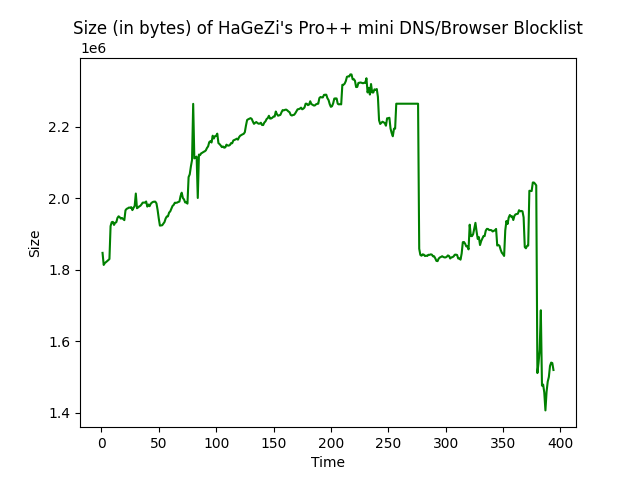 Size (in bytes) of HaGeZi's Pro++ mini DNS/Browser Blocklist
1e6
2.2
2.0
1.8
1.6
1.4
Size
0 50 100 150 200 250 300 350 400
Time